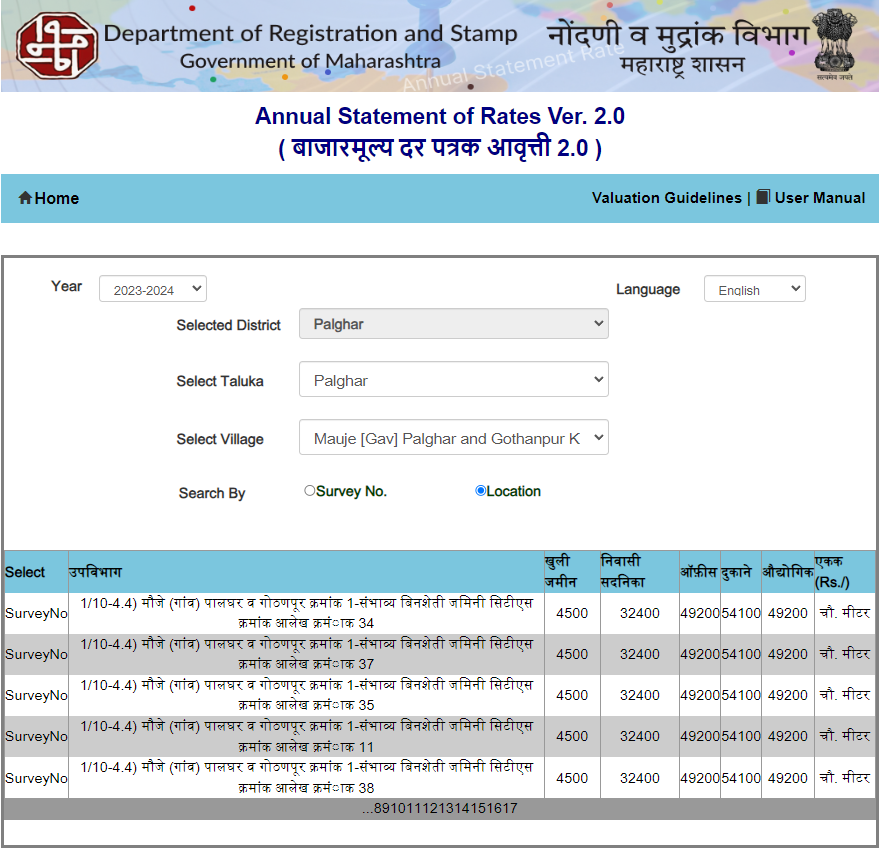 Department of Registration and Stamp
Government of Maharashtra
नोंदणी व मुद्रांक विभाग
महाराष्ट्र शासन
सत्यमेव जयते
Annual Statement Rate
Annual Statement of Rates Ver. 2.0
( बाजारमूल्य दर पत्रक आवृत्ती 2.0 )
Home
Valuation Guidelines | User Manual
Year 2023-2024 Language English
Selected District Palghar
Select Taluka Palghar
Select Village Mauje [Gav] Palghar and Gothanpur K
Search By Survey No. Location
Select उपविभाग खुली जमीन निवासी सदनिका ऑफ़ीस दुकाने औद्योगिक एकक (Rs./)
SurveyNo 1/10-4.4) मौजे (गांव) पालघर व गोठणपूर क्रमांक 1-संभाव्य बिनशेती जमिनी सिटीएस 4500 32400 49200 54100 49200 चौ. मीटर
क्रमांक आलेख क्रमंाक 34
SurveyNo 1/10-4.4) मौजे (गांव) पालघर व गोठणपूर क्रमांक 1-संभाव्य बिनशेती जमिनी सिटीएस 4500 32400 49200 54100 49200 चौ. मीटर
क्रमांक आलेख क्रमंाक 37
SurveyNo 1/10-4.4) मौजे (गांव) पालघर व गोठणपूर क्रमांक 1-संभाव्य बिनशेती जमिनी सिटीएस 4500 32400 49200 54100 49200 चौ. मीटर
क्रमांक आलेख क्रमंाक 35
SurveyNo 1/10-4.4) मौजे (गांव) पालघर व गोठणपूर क्रमांक 1-संभाव्य बिनशेती जमिनी सिटीएस 4500 32400 49200 54100 49200 चौ. मीटर
क्रमांक आलेख क्रमंाक 11
SurveyNo 1/10-4.4) मौजे (गांव) पालघर व गोठणपूर क्रमांक 1-संभाव्य बिनशेती जमिनी सिटीएस 4500 32400 49200 54100 49200 चौ. मीटर
क्रमांक आलेख क्रमंाक 38
...891011121314151617